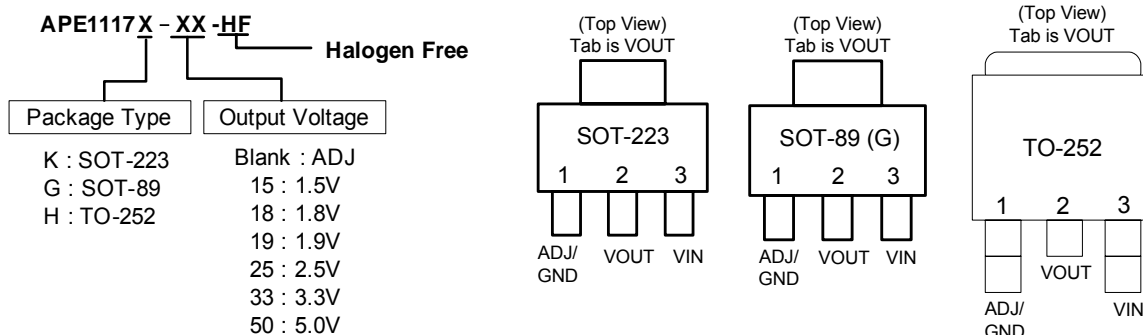 APE1117X - XX -HF
Halogen Free
Package Type
K : SOT-223
G : SOT-89
H : TO-252
Output Voltage
Blank : ADJ
15 : 1.5V
18 : 1.8V
19 : 1.9V
25 : 2.5V
33 : 3.3V
50 : 5.0V
(Top View)
Tab is VOUT
SOT-223
1 2 3
ADJ/
GND
VOUT
VIN
(Top View)
Tab is VOUT
SOT-89 (G)
1 2 3
ADJ/
GND
VOUT
VIN
(Top View)
Tab is VOUT
TO-252
1 2 3
VOUT
ADJ/
GND
VIN